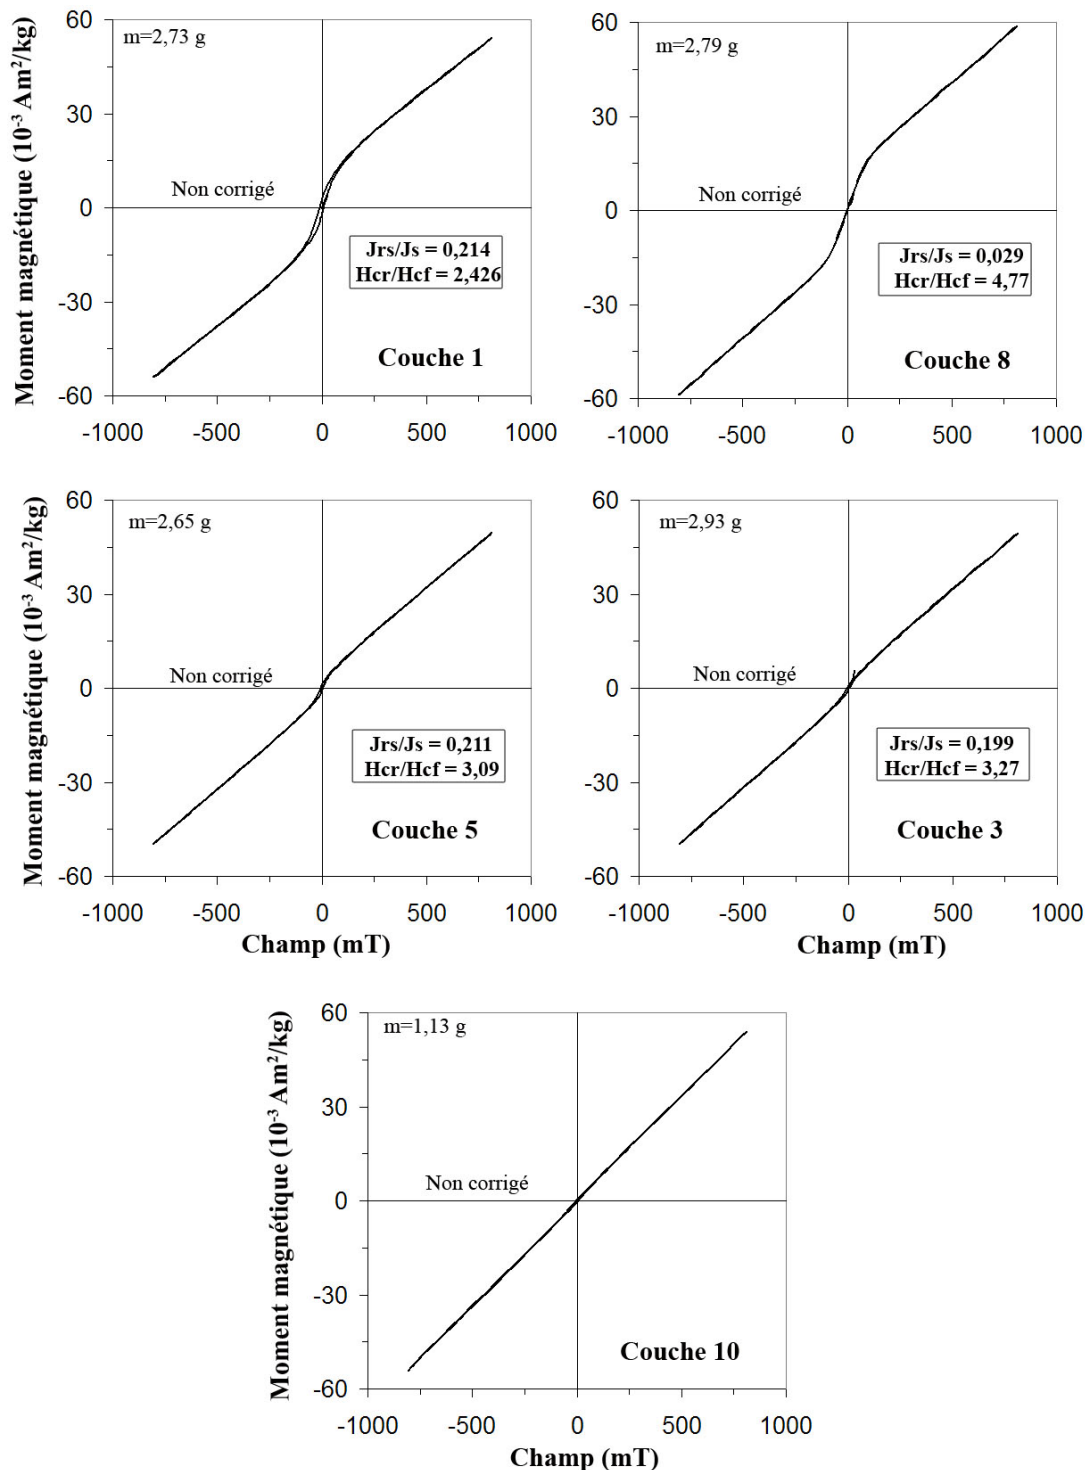 Moment magnétique (10⁻³ Am²/kg)
60
30
0
-30
-60
m=2,73 g
Non corrigé
Jrs/Js = 0,214
Hcr/Hcf = 2,426
Couche 1
-1000
-500
0
500
1000
60
30
0
-30
-60
m=2,79 g
Non corrigé
Jrs/Js = 0,029
Hcr/Hcf = 4,77
Couche 8
-1000
-500
0
500
1000
Moment magnétique (10⁻³ Am²/kg)
60
30
0
-30
-60
m=2,65 g
Non corrigé
Jrs/Js = 0,211
Hcr/Hcf = 3,09
Couche 5
-1000
-500
0
500
1000
Champ (mT)
60
30
0
-30
-60
m=2,93 g
Non corrigé
Jrs/Js = 0,199
Hcr/Hcf = 3,27
Couche 3
-1000
-500
0
500
1000
Champ (mT)
Moment magnétique (10⁻³ Am²/kg)
60
30
0
-30
-60
m=1,13 g
Non corrigé
Couche 10
-1000
-500
0
500
1000
Champ (mT)